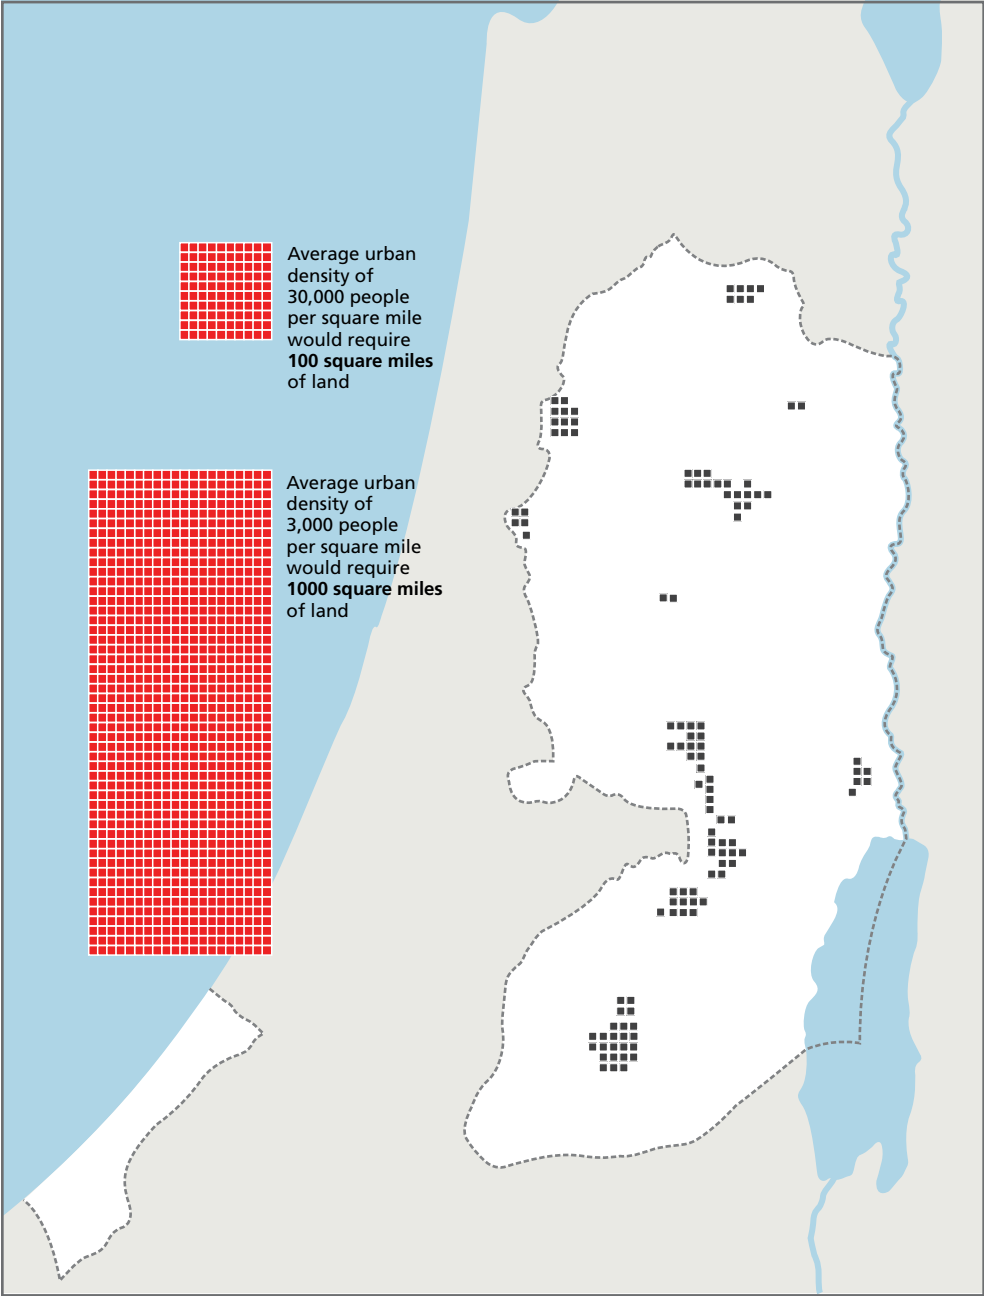 Average urban
density of
30,000 people
per square mile
would require
100 square miles
of land
Average urban
density of
3,000 people
per square mile
would require
1000 square miles
of land